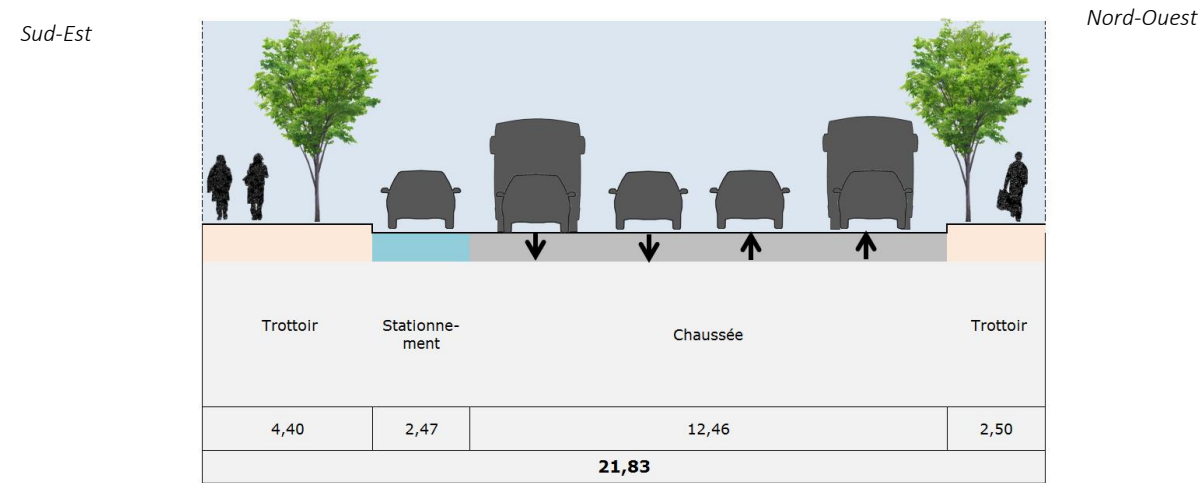 Sud-Est
Nord-Ouest
Trottoir
Stationne-
ment
Chaussée
Trottoir
4,40
2,47
12,46
2,50
21,83